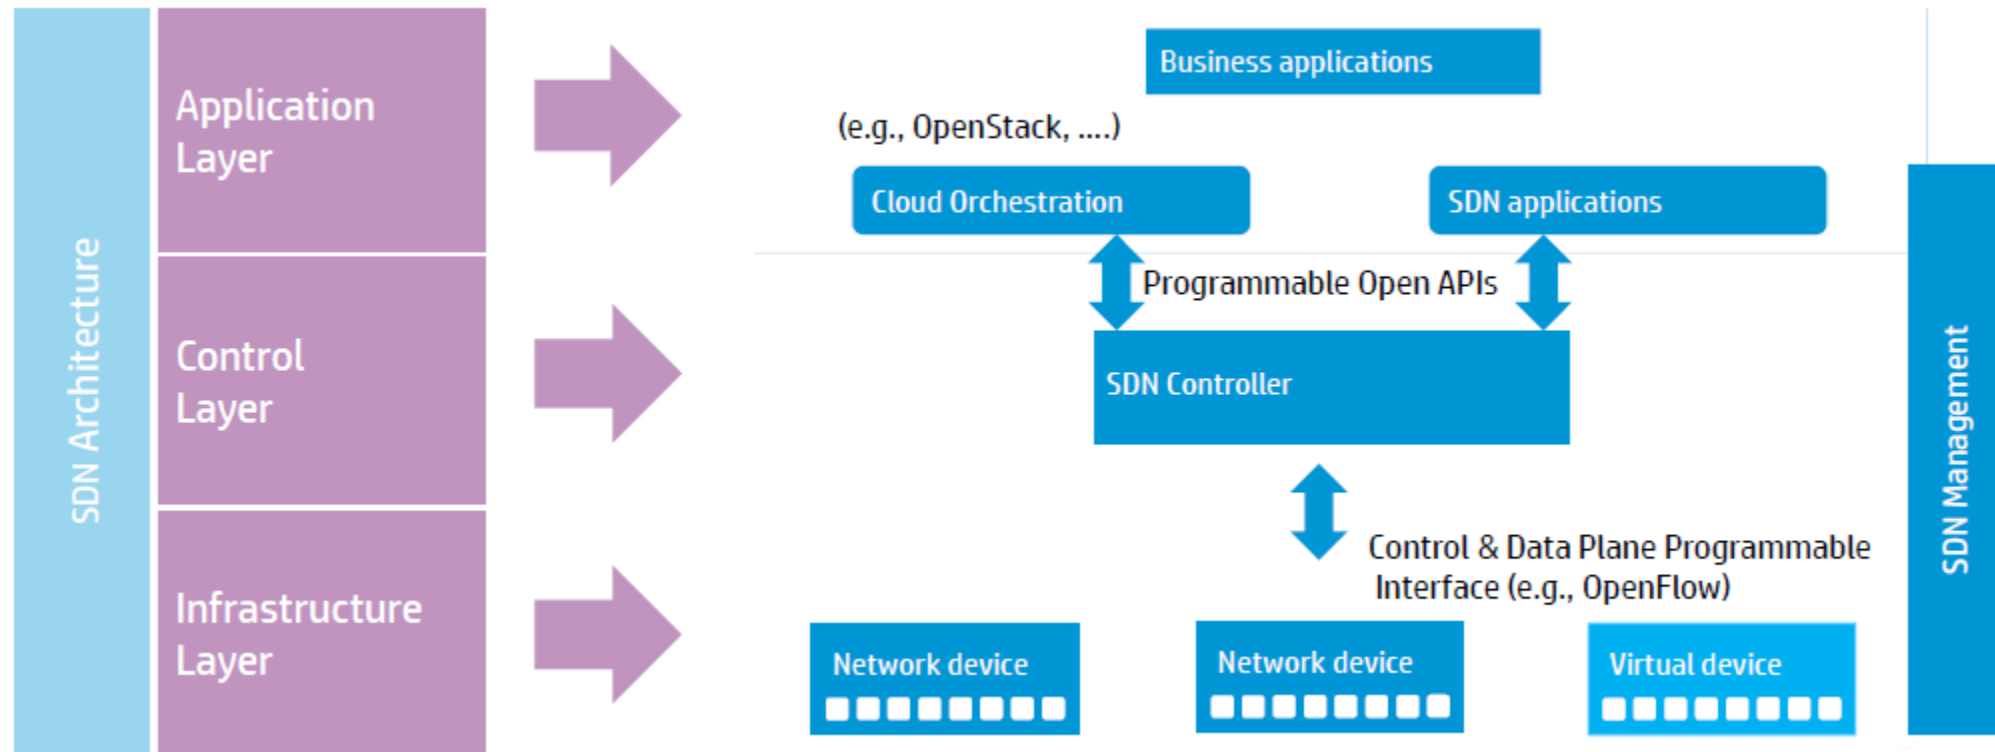 SDN Architecture
Application
Layer
Control
Layer
Infrastructure
Layer
Business applications
(e.g., OpenStack, ....)
Cloud Orchestration
SDN applications
Programmable Open APIs
SDN Controller
Control & Data Plane Programmable
Interface (e.g., OpenFlow)
Network device
Network device
Virtual device
SDN Management